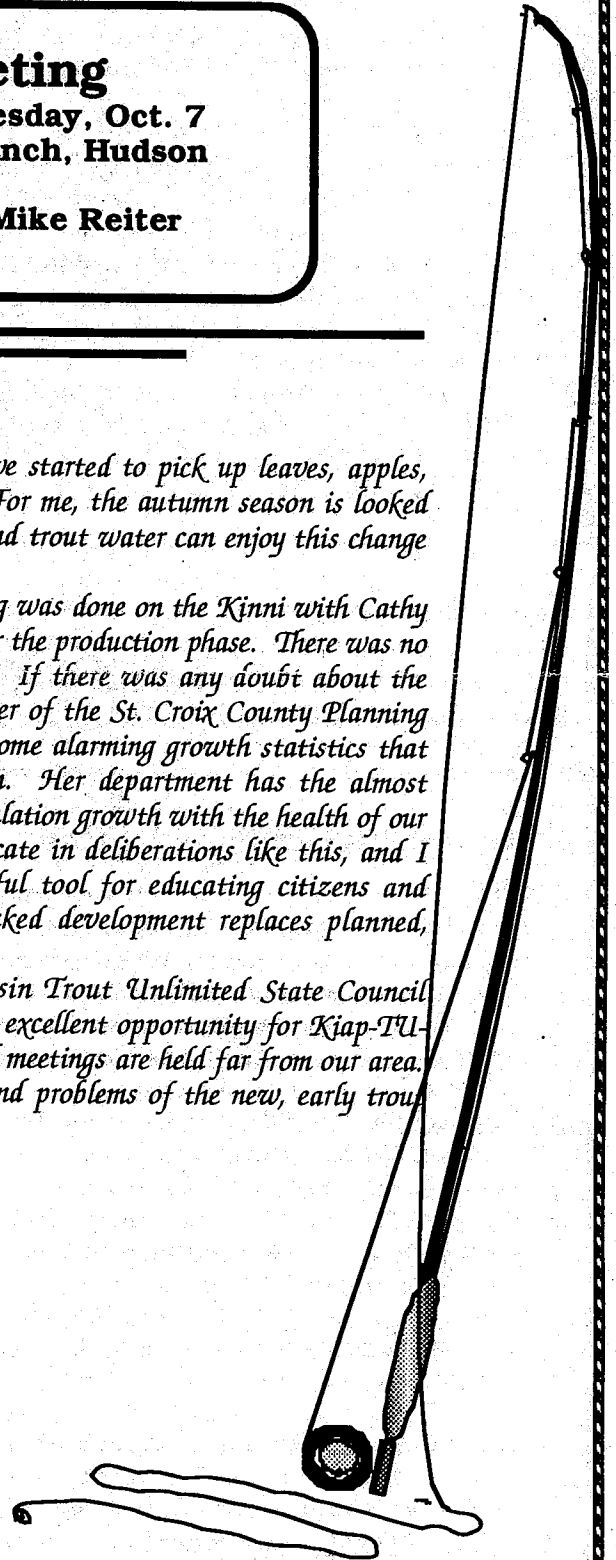 eting
esday, Oct. 7
nch, Hudson
Mike Reiter
ve started to pick up leaves, apples,
For me, the autumn season is looked
nd trout water can enjoy this change
g was done on the Kinni with Cathy
r the production phase. There was no
If there was any doubt about the
er of the St. Croix County Planning
ome alarming growth statistics that
n. Her department has the almost
lation growth with the health of our
cate in deliberations like this, and I
ful tool for educating citizens and
ked development replaces planned,
sin Trout Unlimited State Council
excellent opportunity for Kiap-TU-
meetings are held far from our area.
nd problems of the new, early trout